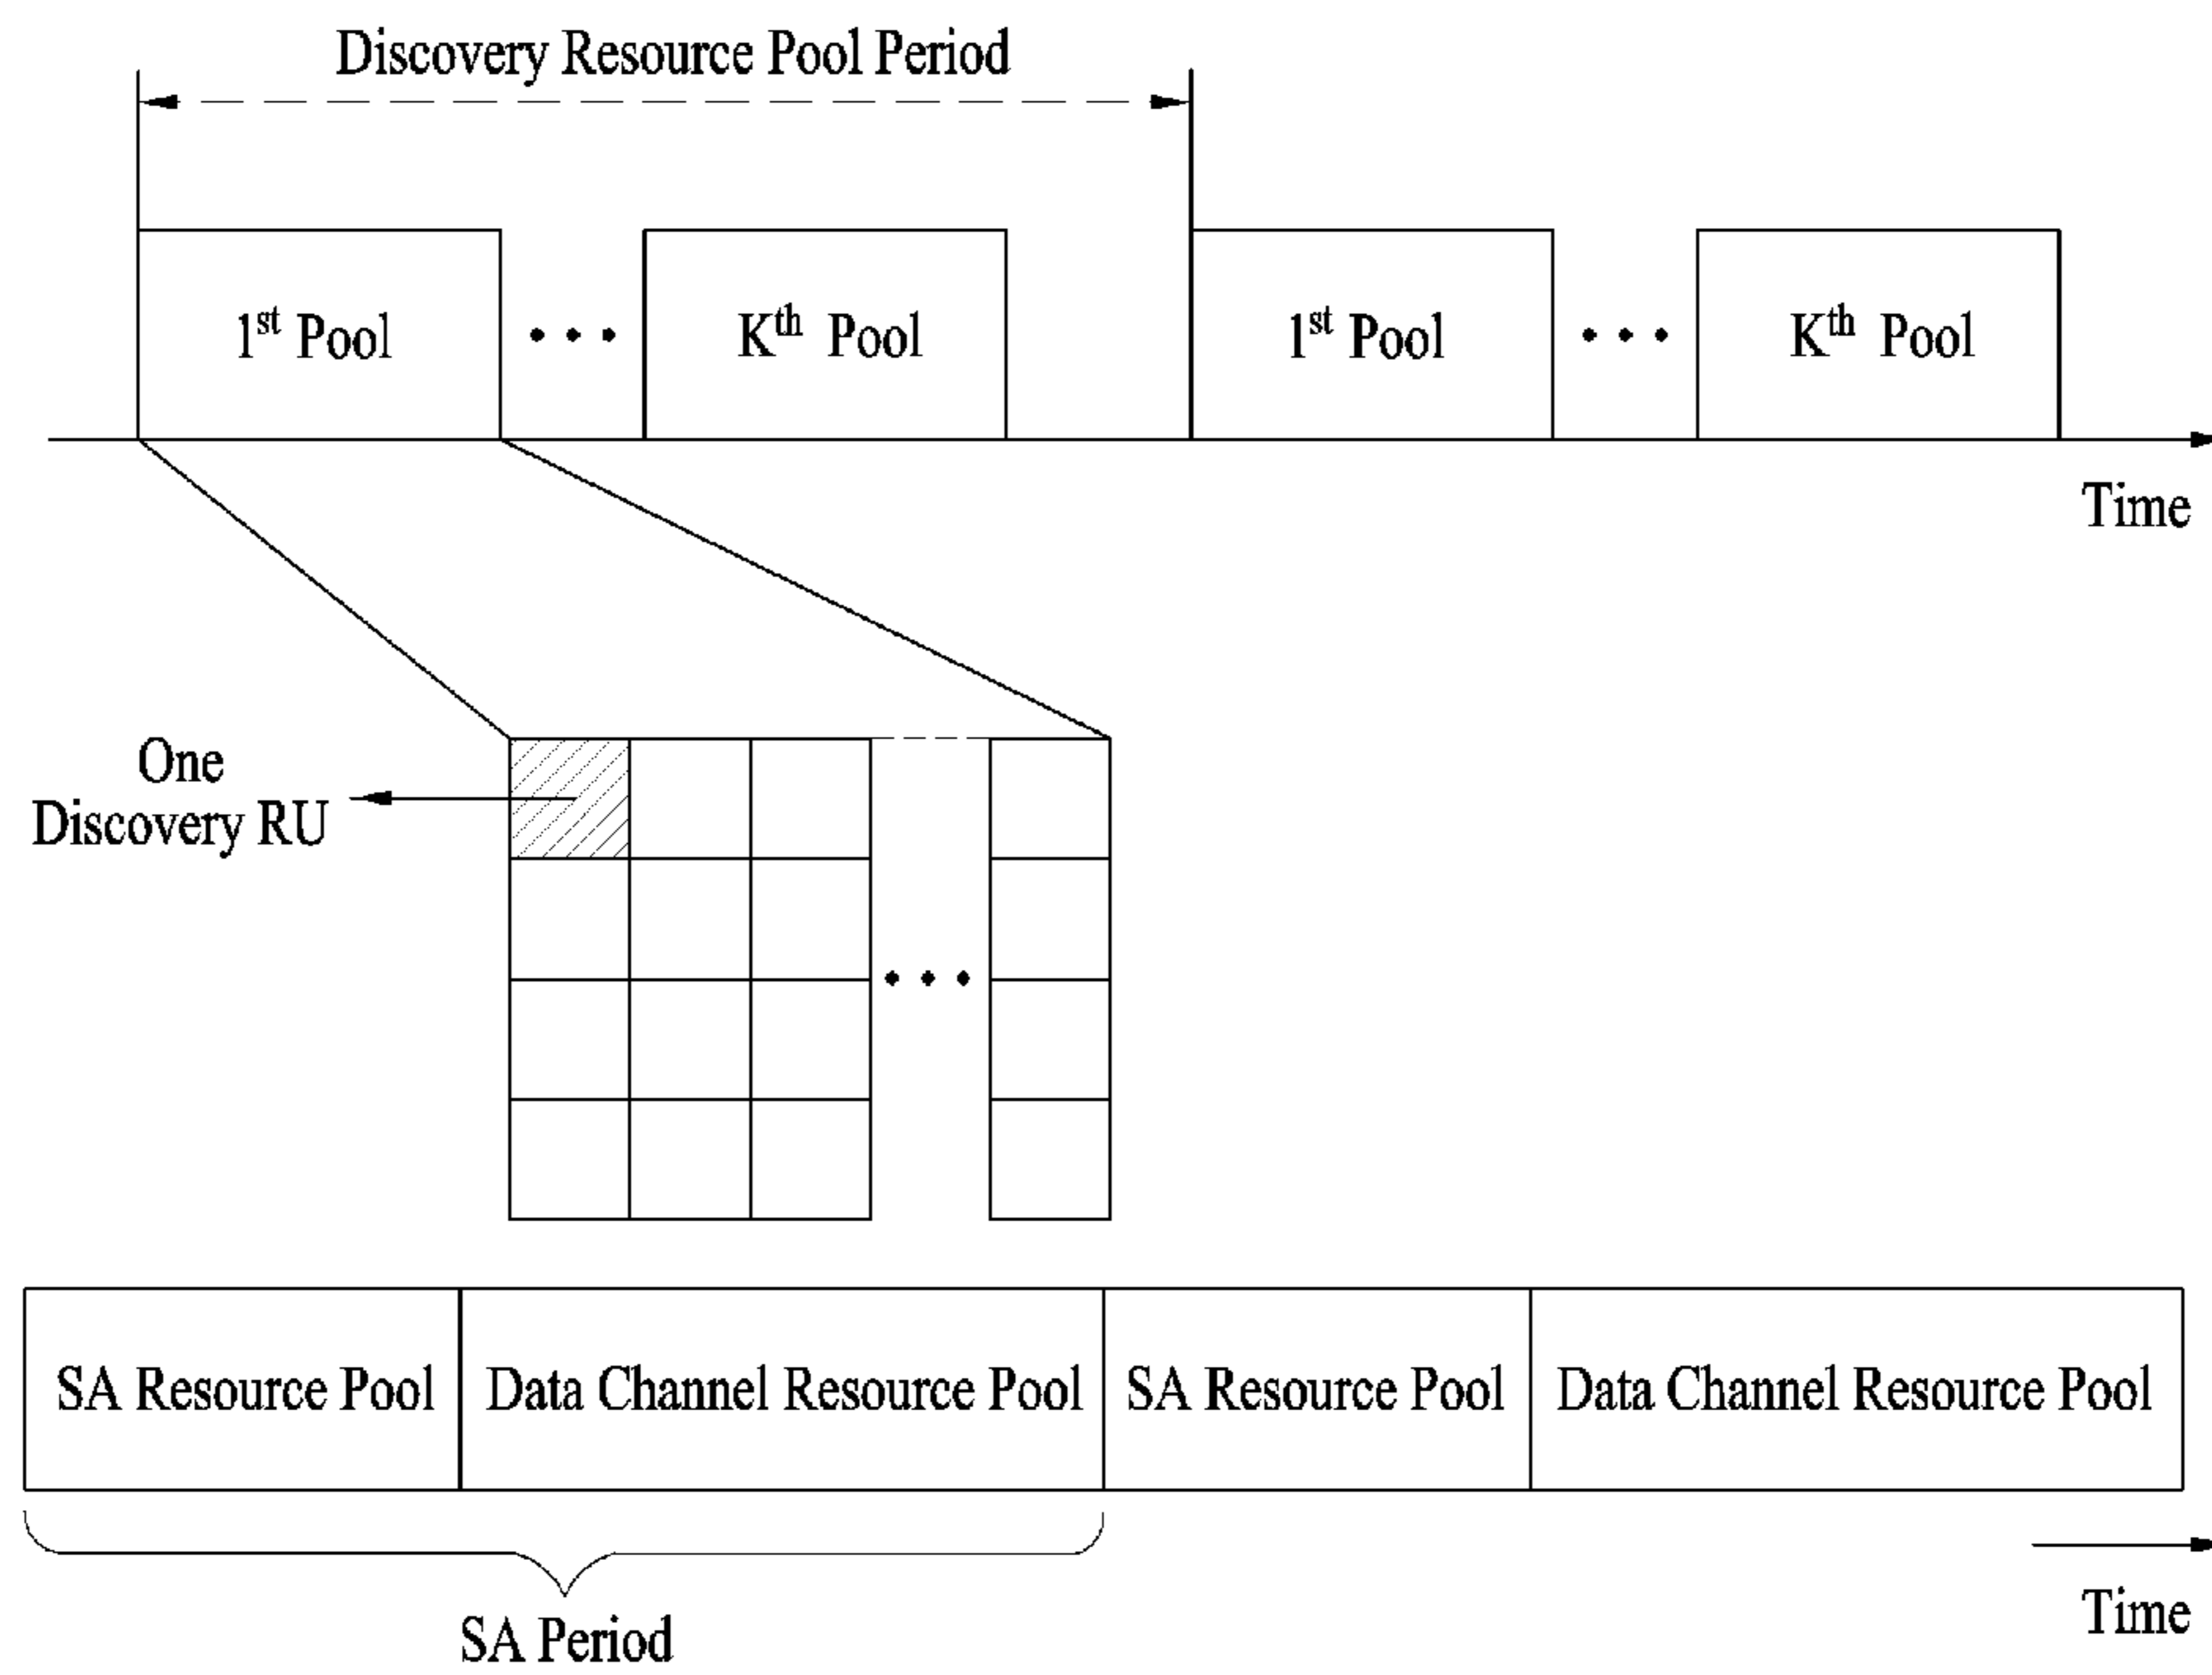 Discovery Resource Pool Period
1st Pool
• • •
Kth Pool
1st Pool
• • •
Kth Pool
Time
One
Discovery RU
• • •
SA Resource Pool
Data Channel Resource Pool
SA Resource Pool
Data Channel Resource Pool
SA Period
Time